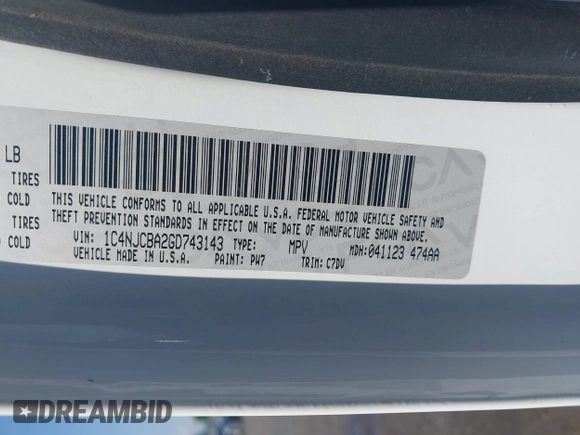 LB
TIRES
COLD
TIRES
COLD
THIS VEHICLE CONFORMS TO ALL APPLICABLE U.S.A. FEDERAL MOTOR VEHICLE SAFETY AND
THEFT PREVENTION STANDARDS IN EFFECT ON THE DATE OF MANUFACTURE SHOWN ABOVE.
VIN: 1C4NJCBA2GD743143 TYPE: MPV MDH: 041123 474AA
VEHICLE MADE IN U.S.A. PAINT: PW7 TRIM: C7DV
DREAMBID